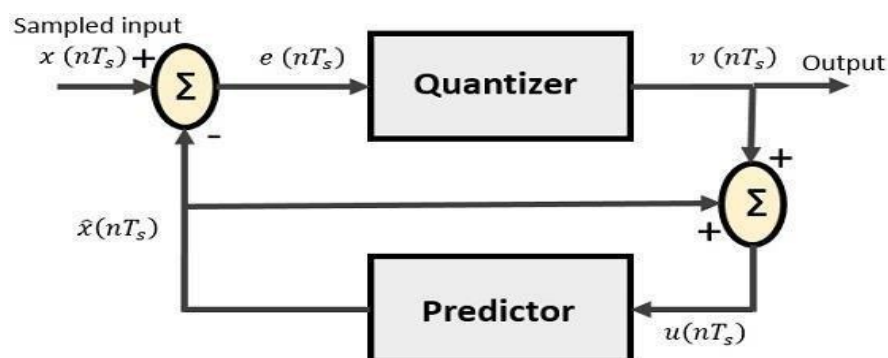 Sampled input
x (nTₛ)
+
Σ
e (nTₛ)
Quantizer
v (nTₛ)
Output
-
+
Σ
+
x̂(nTₛ)
Predictor
u(nTₛ)